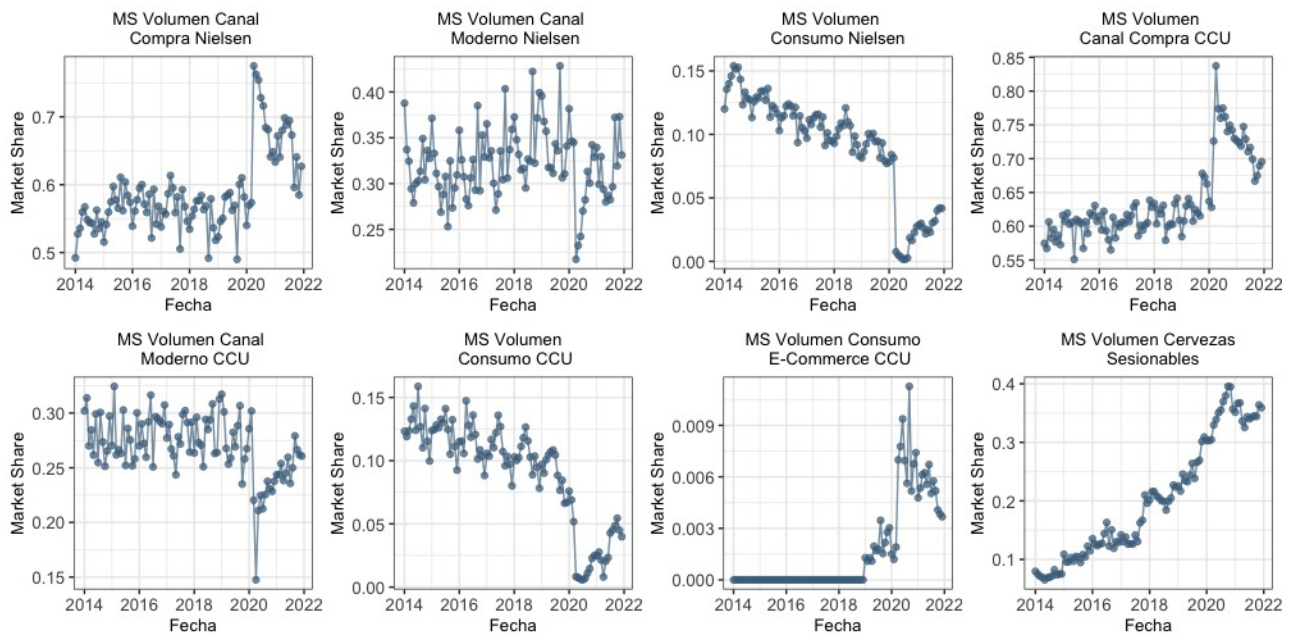 MS Volumen Canal
Compra Nielsen
Market Share
0.7
0.6
0.5
2014 2016 2018 2020 2022
Fecha
MS Volumen Canal
Moderno Nielsen
Market Share
0.40
0.35
0.30
0.25
2014 2016 2018 2020 2022
Fecha
MS Volumen
Consumo Nielsen
Market Share
0.15
0.10
0.05
0.00
2014 2016 2018 2020 2022
Fecha
MS Volumen
Canal Compra CCU
Market Share
0.85
0.80
0.75
0.70
0.65
0.60
0.55
2014 2016 2018 2020 2022
Fecha
MS Volumen Canal
Moderno CCU
Market Share
0.30
0.25
0.20
0.15
2014 2016 2018 2020 2022
Fecha
MS Volumen
Consumo CCU
Market Share
0.15
0.10
0.05
0.00
2014 2016 2018 2020 2022
Fecha
MS Volumen Consumo
E-Commerce CCU
Market Share
0.009
0.006
0.003
0.000
2014 2016 2018 2020 2022
Fecha
MS Volumen Cervezas
Sesionables
Market Share
0.4
0.3
0.2
0.1
2014 2016 2018 2020 2022
Fecha